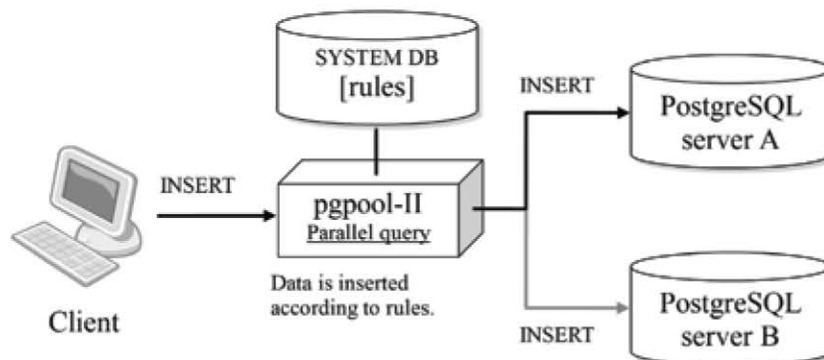 SYSTEM DB
[rules]
INSERT
PostgreSQL
server A
INSERT
pgpool-II
Parallel query
Data is inserted
according to rules.
Client
INSERT
PostgreSQL
server B